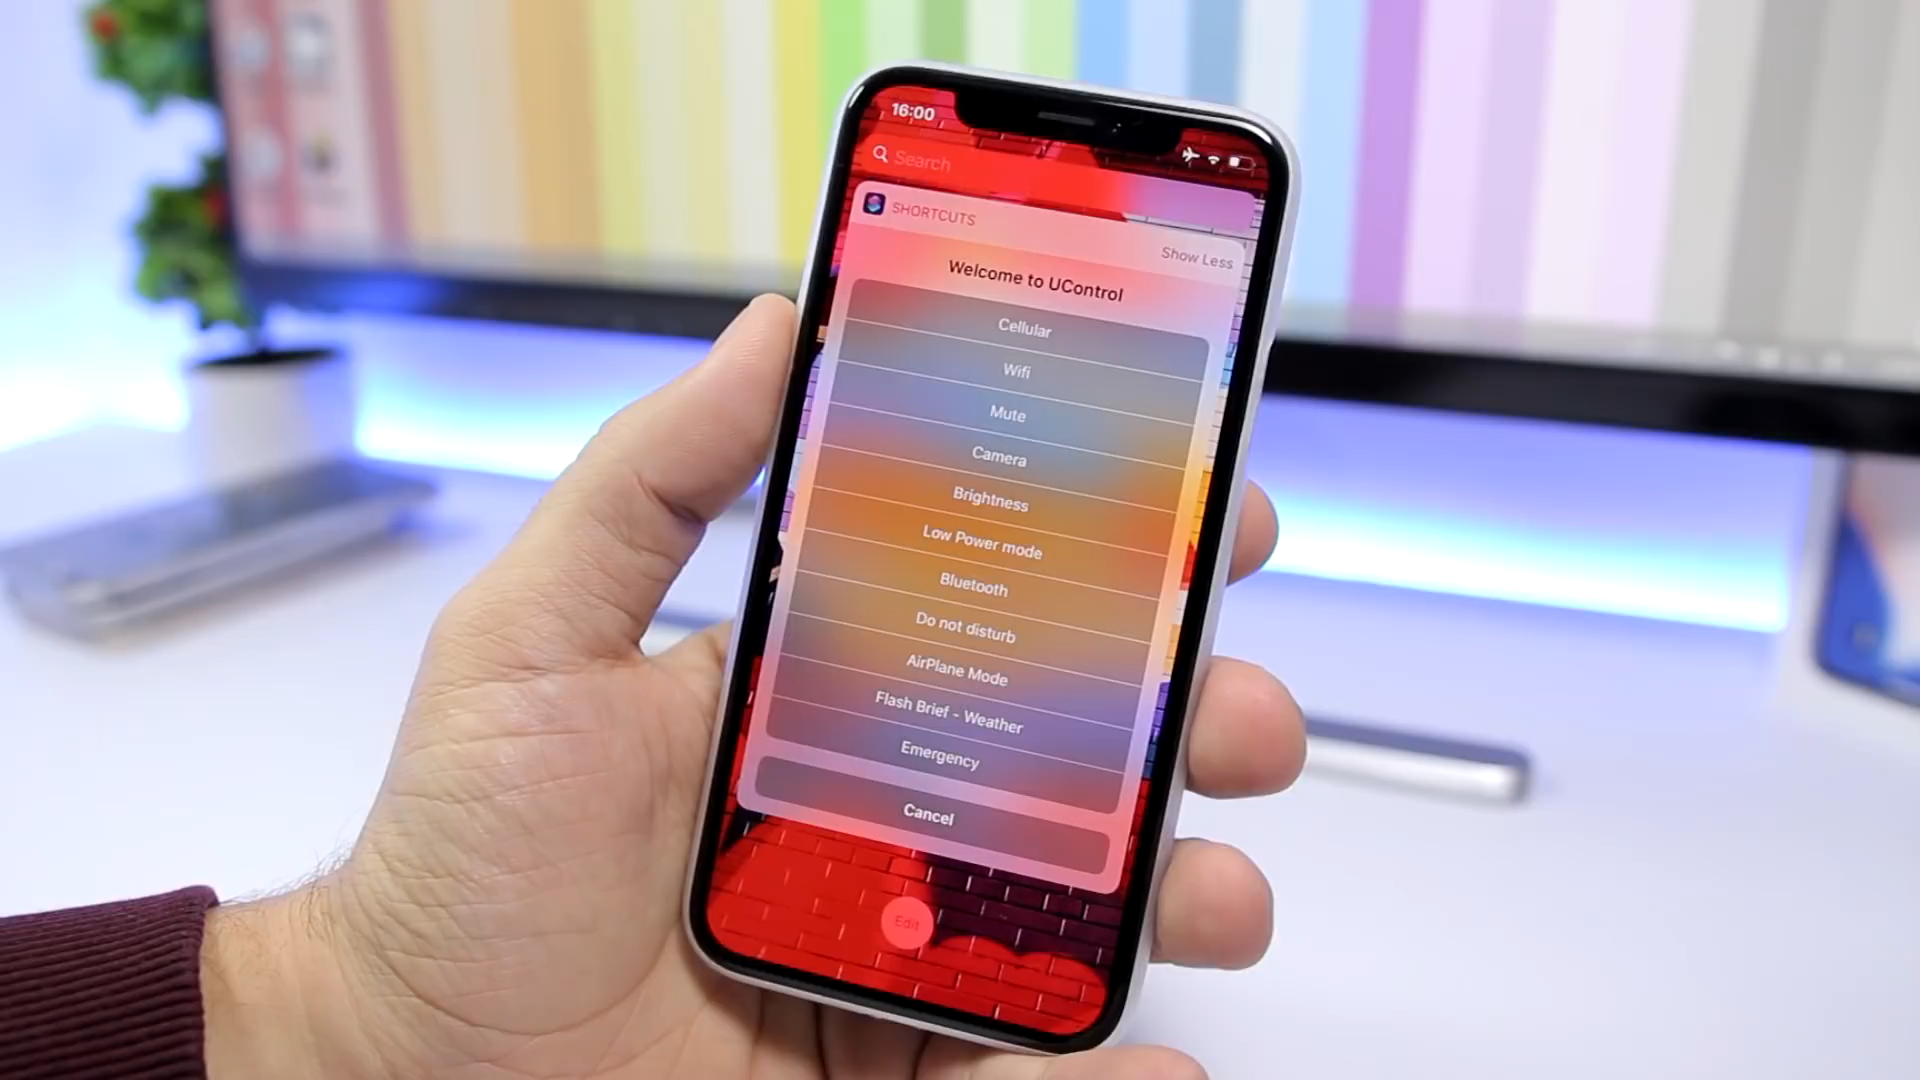 16:00
Search
SHORTCUTS
Show Less
Welcome to UControl
Cellular
Wifi
Mute
Camera
Brightness
Low Power mode
Bluetooth
Do not disturb
AirPlane Mode
Flash Brief - Weather
Emergency
Cancel
Edit